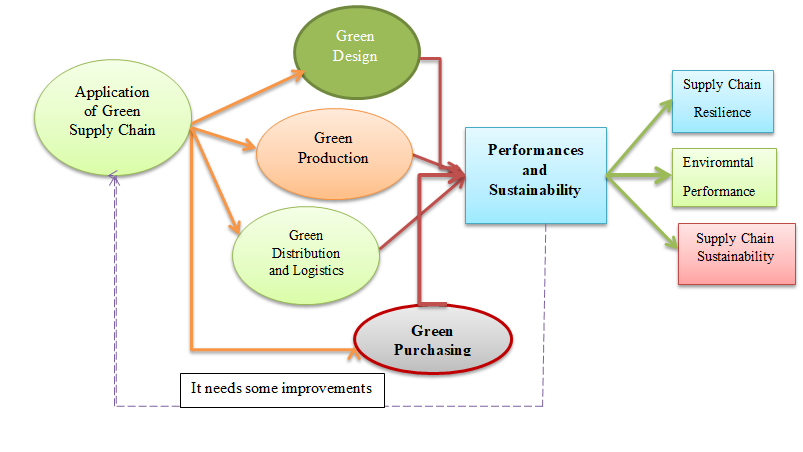 Green
Design
Application
of Green
Supply Chain
Green
Production
Green
Distribution
and Logistics
Green
Purchasing
It needs some improvements
Performances
and
Sustainability
Supply Chain
Resilience
Enviromntal
Performance
Supply Chain
Sustainability